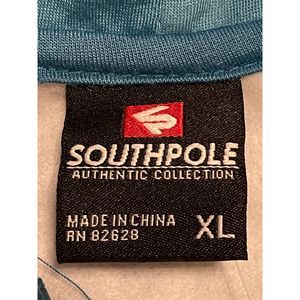 SOUTHPOLE
AUTHENTIC COLLECTION
MADE IN CHINA
RN 82628
XL